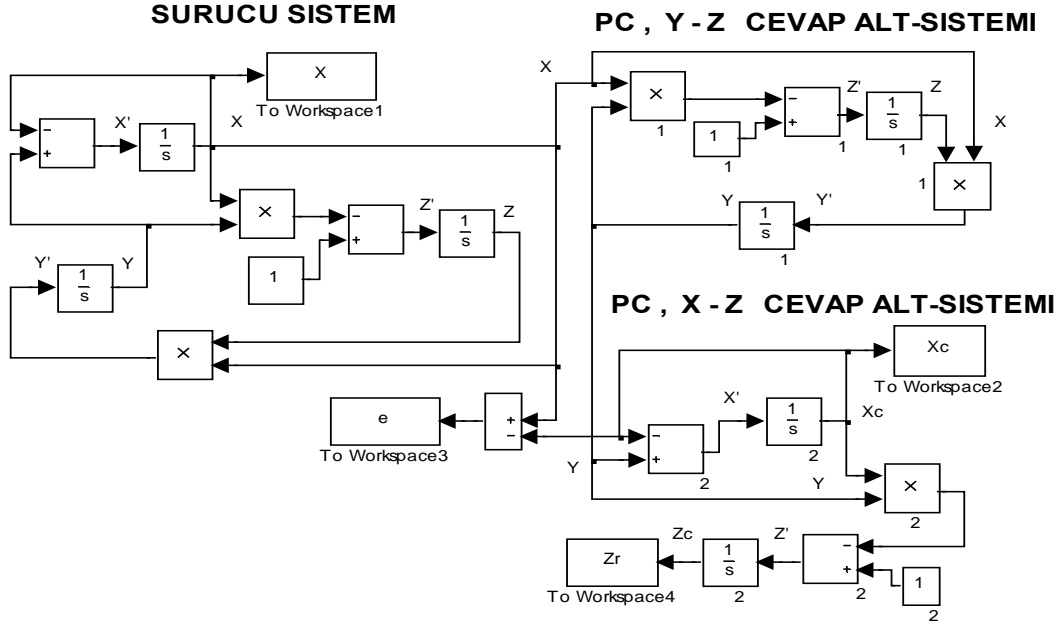 SURUCU SISTEM
X
To Workspace1
X'
1
s
X
−
+
×
−
+
Z'
1
s
Z
1
Y'
1
s
Y
×
PC , Y - Z CEVAP ALT-SISTEMI
X
×
1
1
1
−
+
1
Z'
1
s
1
Z
X
1
×
Y
1
s
1
Y'
PC , X - Z CEVAP ALT-SISTEMI
Xc
To Workspace2
e
To Workspace3
+
−
Y
−
+
2
X'
1
s
2
Xc
Y
×
2
Zr
To Workspace4
Zc
1
s
2
Z'
−
+
2
1
2